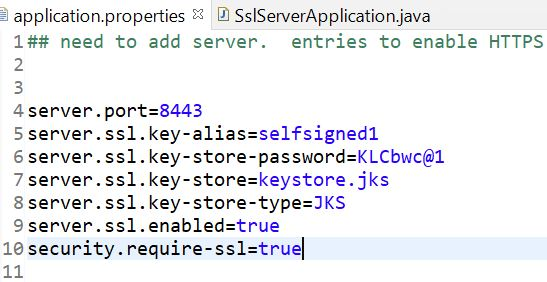 application.properties SslServerApplication.java
1 ## need to add server.  entries to enable HTTPS
2
3
4 server.port=8443
5 server.ssl.key-alias=selfsigned1
6 server.ssl.key-store-password=KLCbwc@1
7 server.ssl.key-store=keystore.jks
8 server.ssl.key-store-type=JKS
9 server.ssl.enabled=true
10 security.require-ssl=true
11